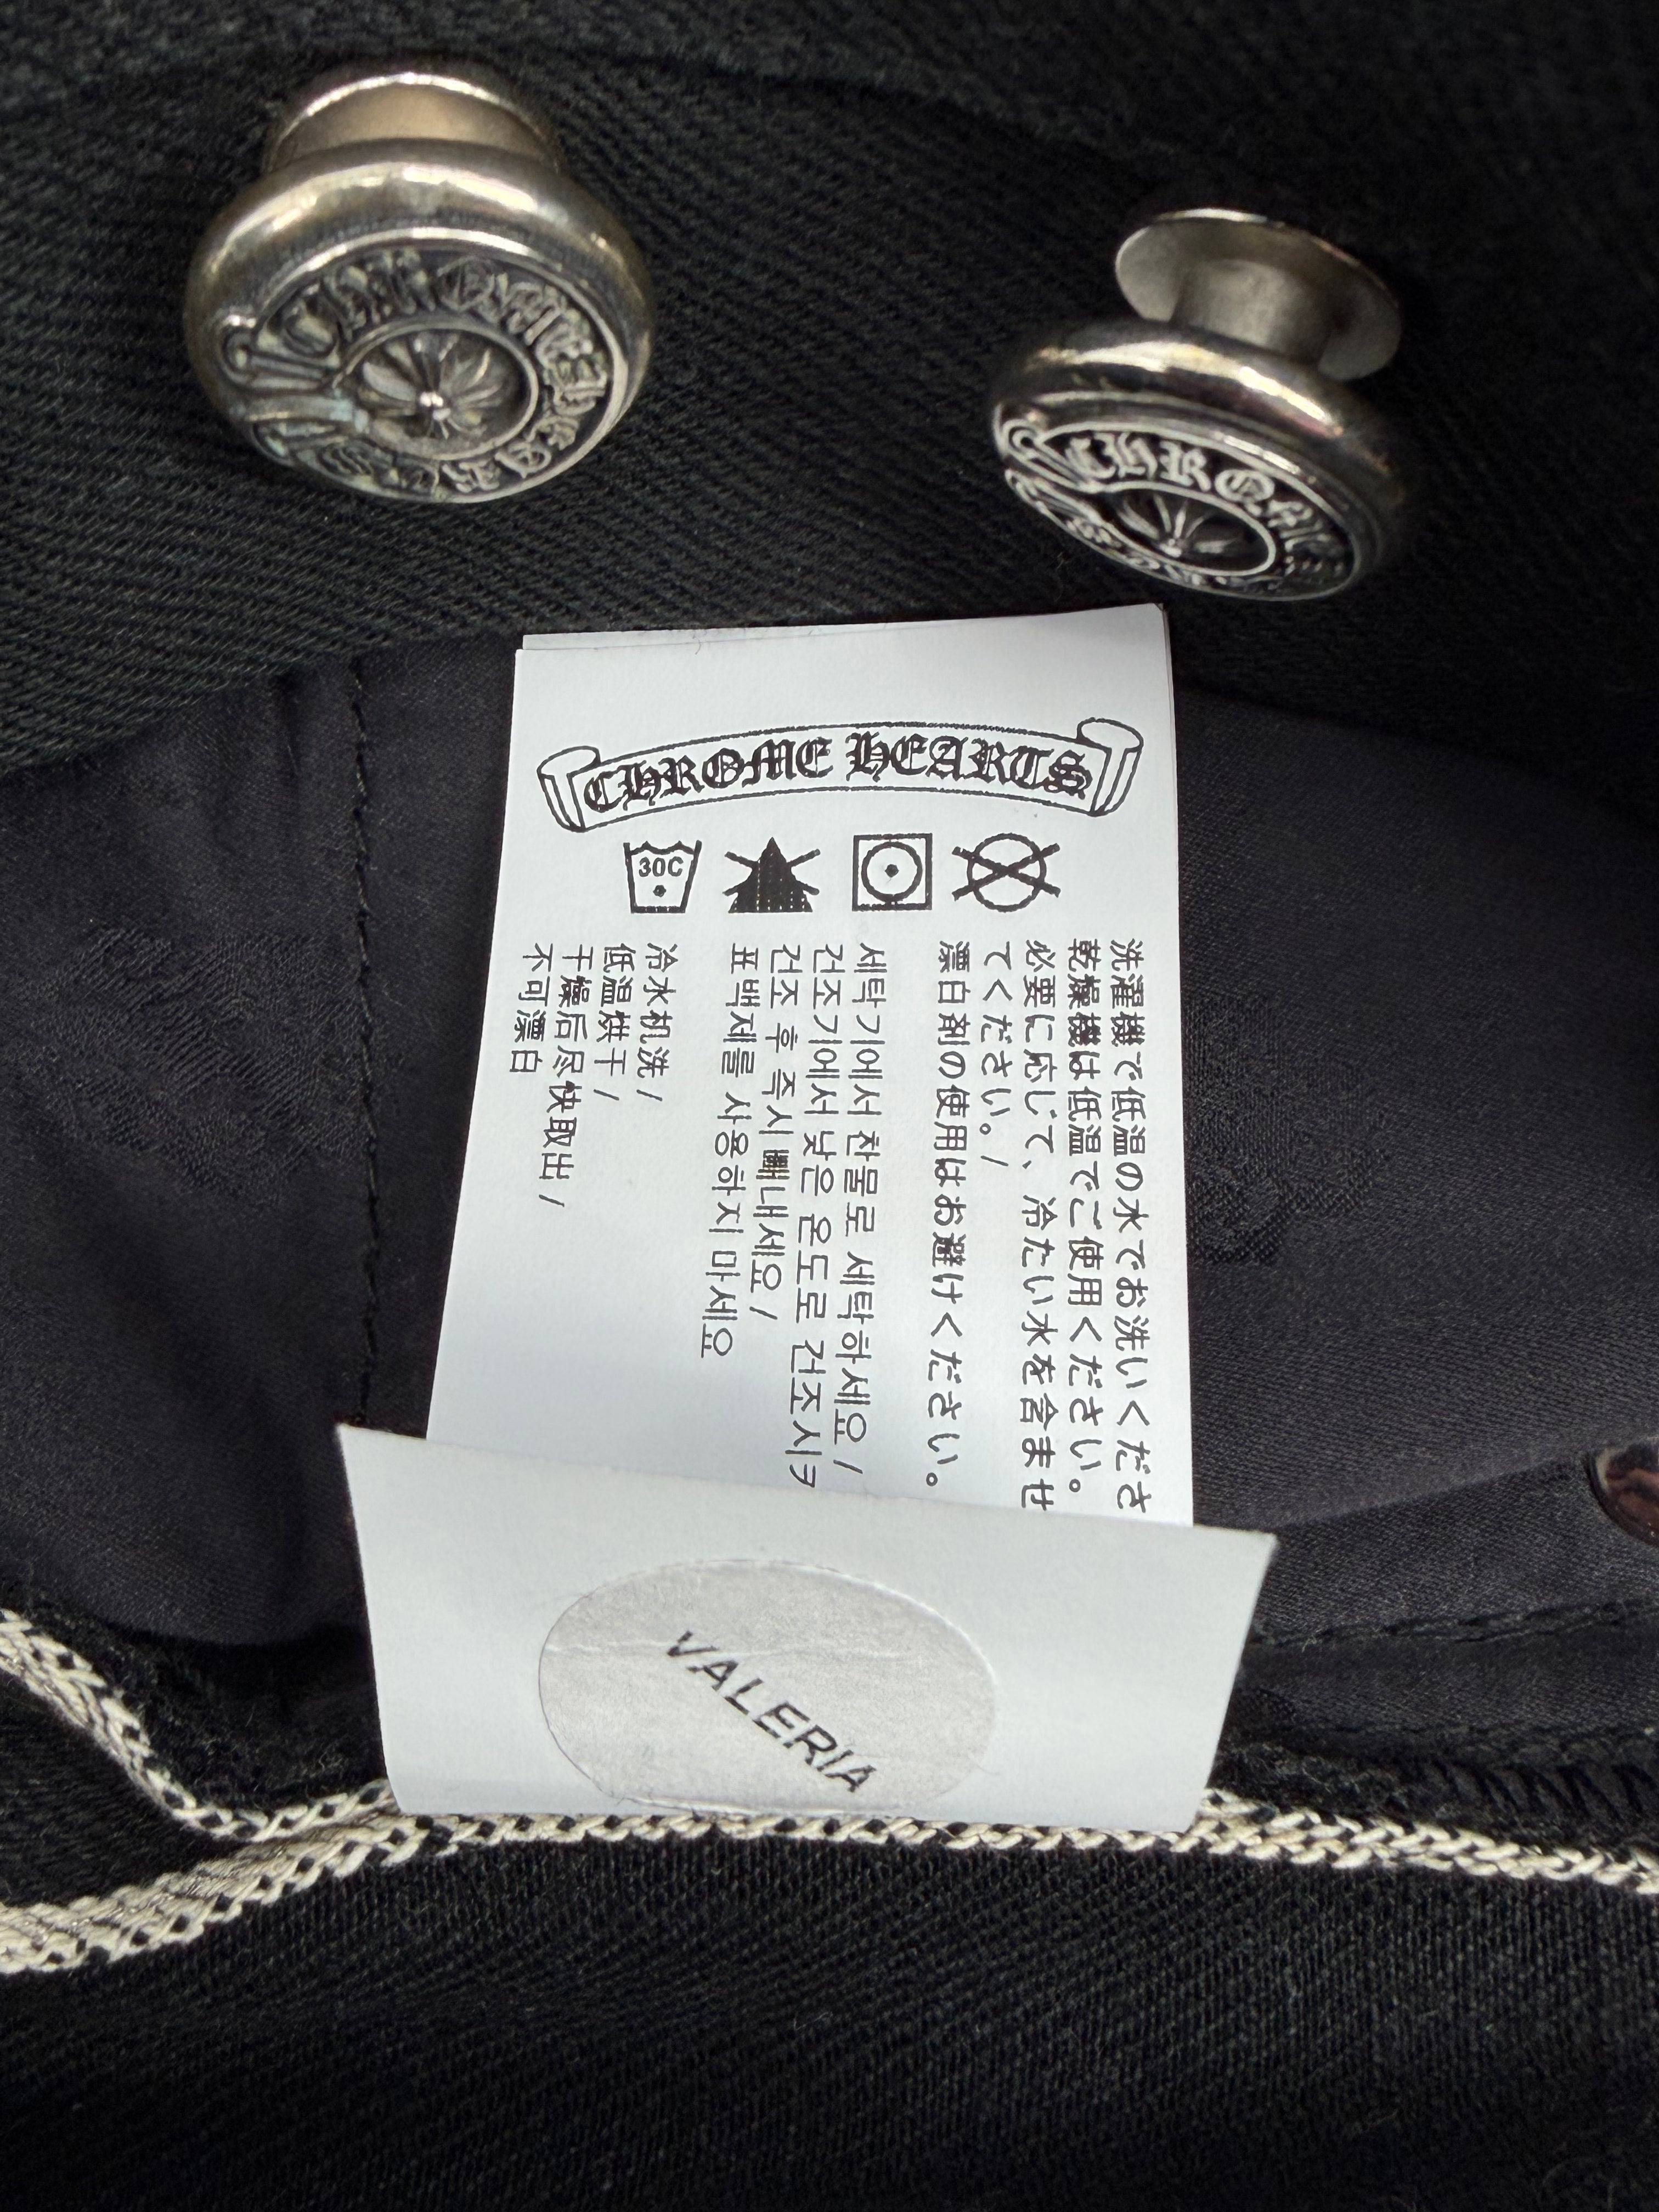 CHROME HEARTS
CHROME
CHROME HEARTS
30C
洗濯機で低温の水でお洗いくださ
乾燥機は低温でご使用ください。
必要に応じて、冷たい水を含ませ
てください。/
漂白剤の使用はお避けください。
세탁기에서 찬물로 세탁하세요 /
건조기에서 낮은 온도로 건조시키
건조 후 즉시 빼내세요 /
표백제를 사용하지 마세요
冷水机洗 /
低温烘干 /
干燥后尽快取出 /
不可漂白
VALERIA